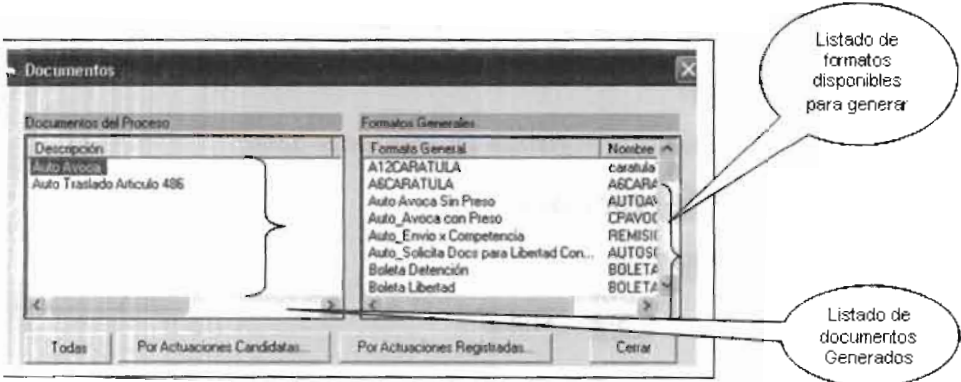 Listado de
formatos
disponibles
para generar
Documentos
Documentos del Proceso
Descripción
Auto Avoca
Auto Traslado Articulo 486
Formatos Generales
Formato General Nombre
A12CARATULA caratula
A6CARATULA A6CARA
Auto Avoca Sin Preso AUTOAV
Auto_Avoca con Preso CPAVOC
Auto_Envio x Competencia REMISI
Auto_Solicita Docs para Libertad Con... AUTOSO
Boleta Detención BOLETA
Boleta Libertad BOLETA
Todas Por Actuaciones Candidatas... Por Actuaciones Registradas... Cerrar
Listado de
documentos
Generados